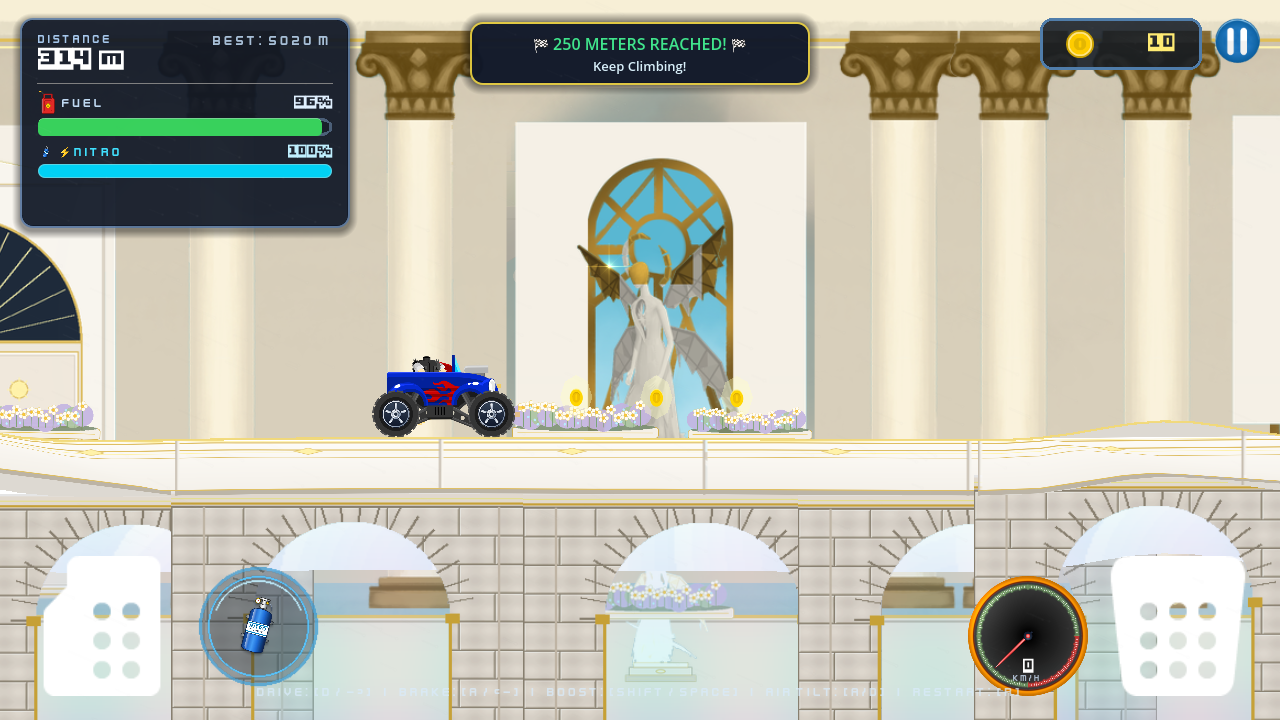 DISTANCE
BEST: 5020 M
314 m
FUEL
96%
NITRO
100%
250 METERS REACHED!
Keep Climbing!
10
0
KM/H